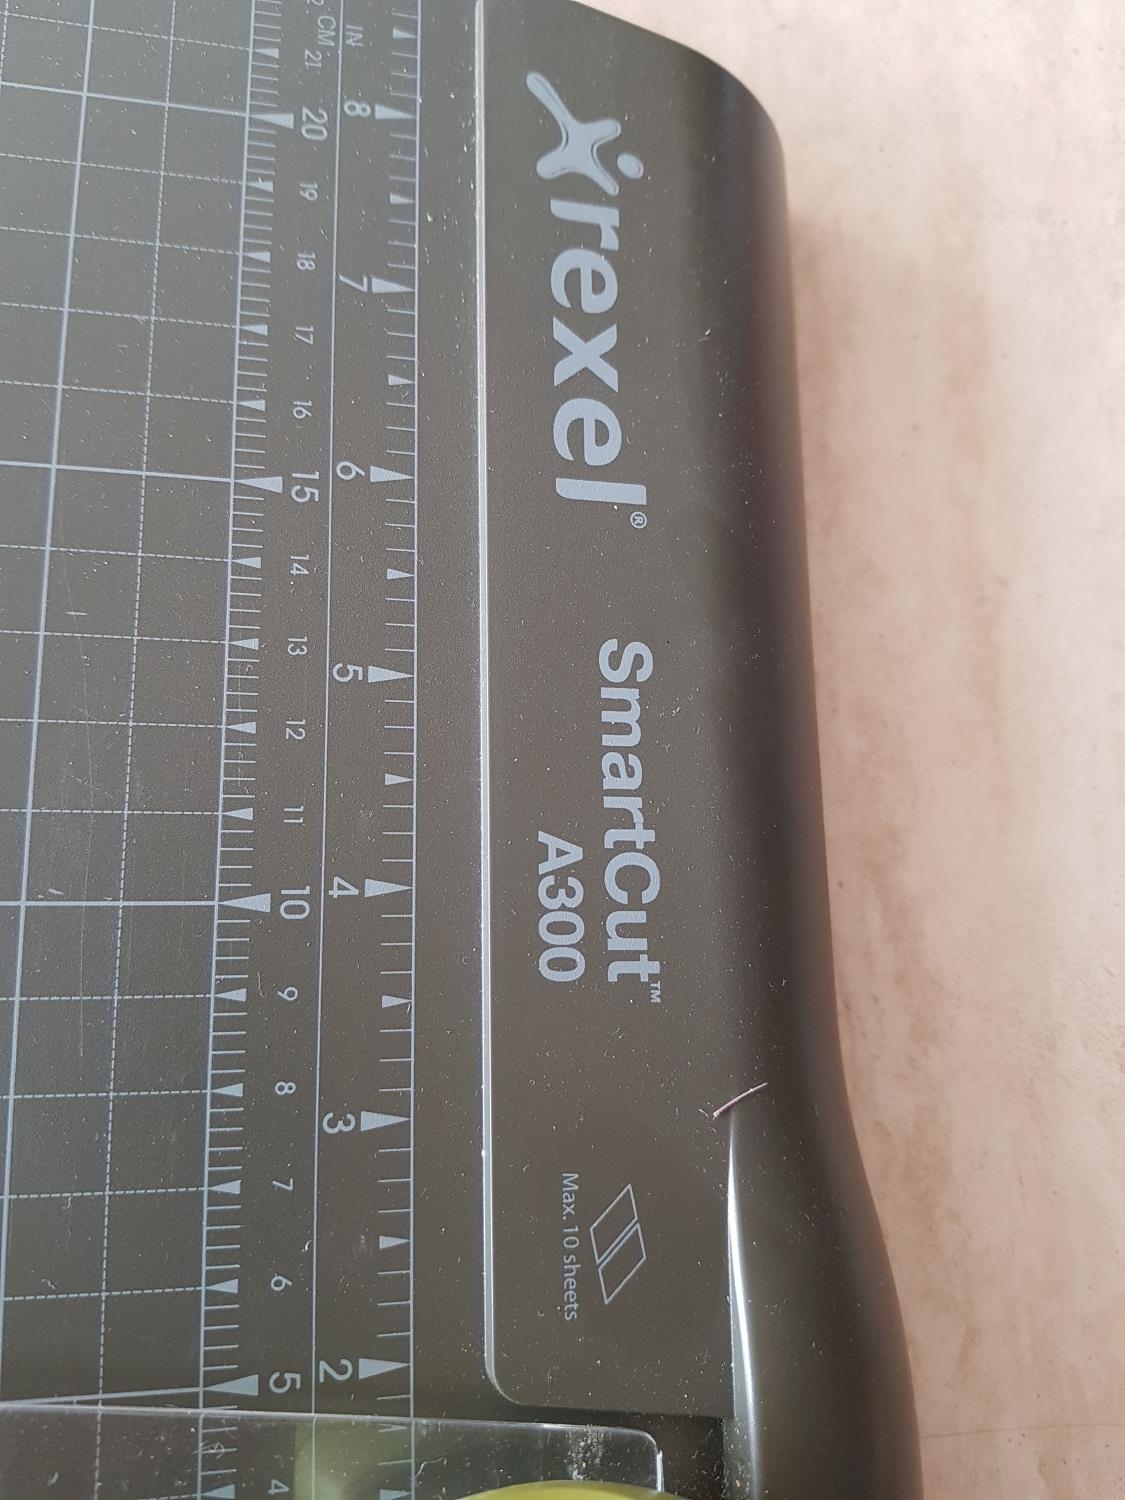 rexel®
SmartCut™
A300
Max. 10 sheets
IN
8 7 6 5 4 3 2
CM 21 20 19 18 17 16 15 14 13 12 11 10 9 8 7 6 5 4